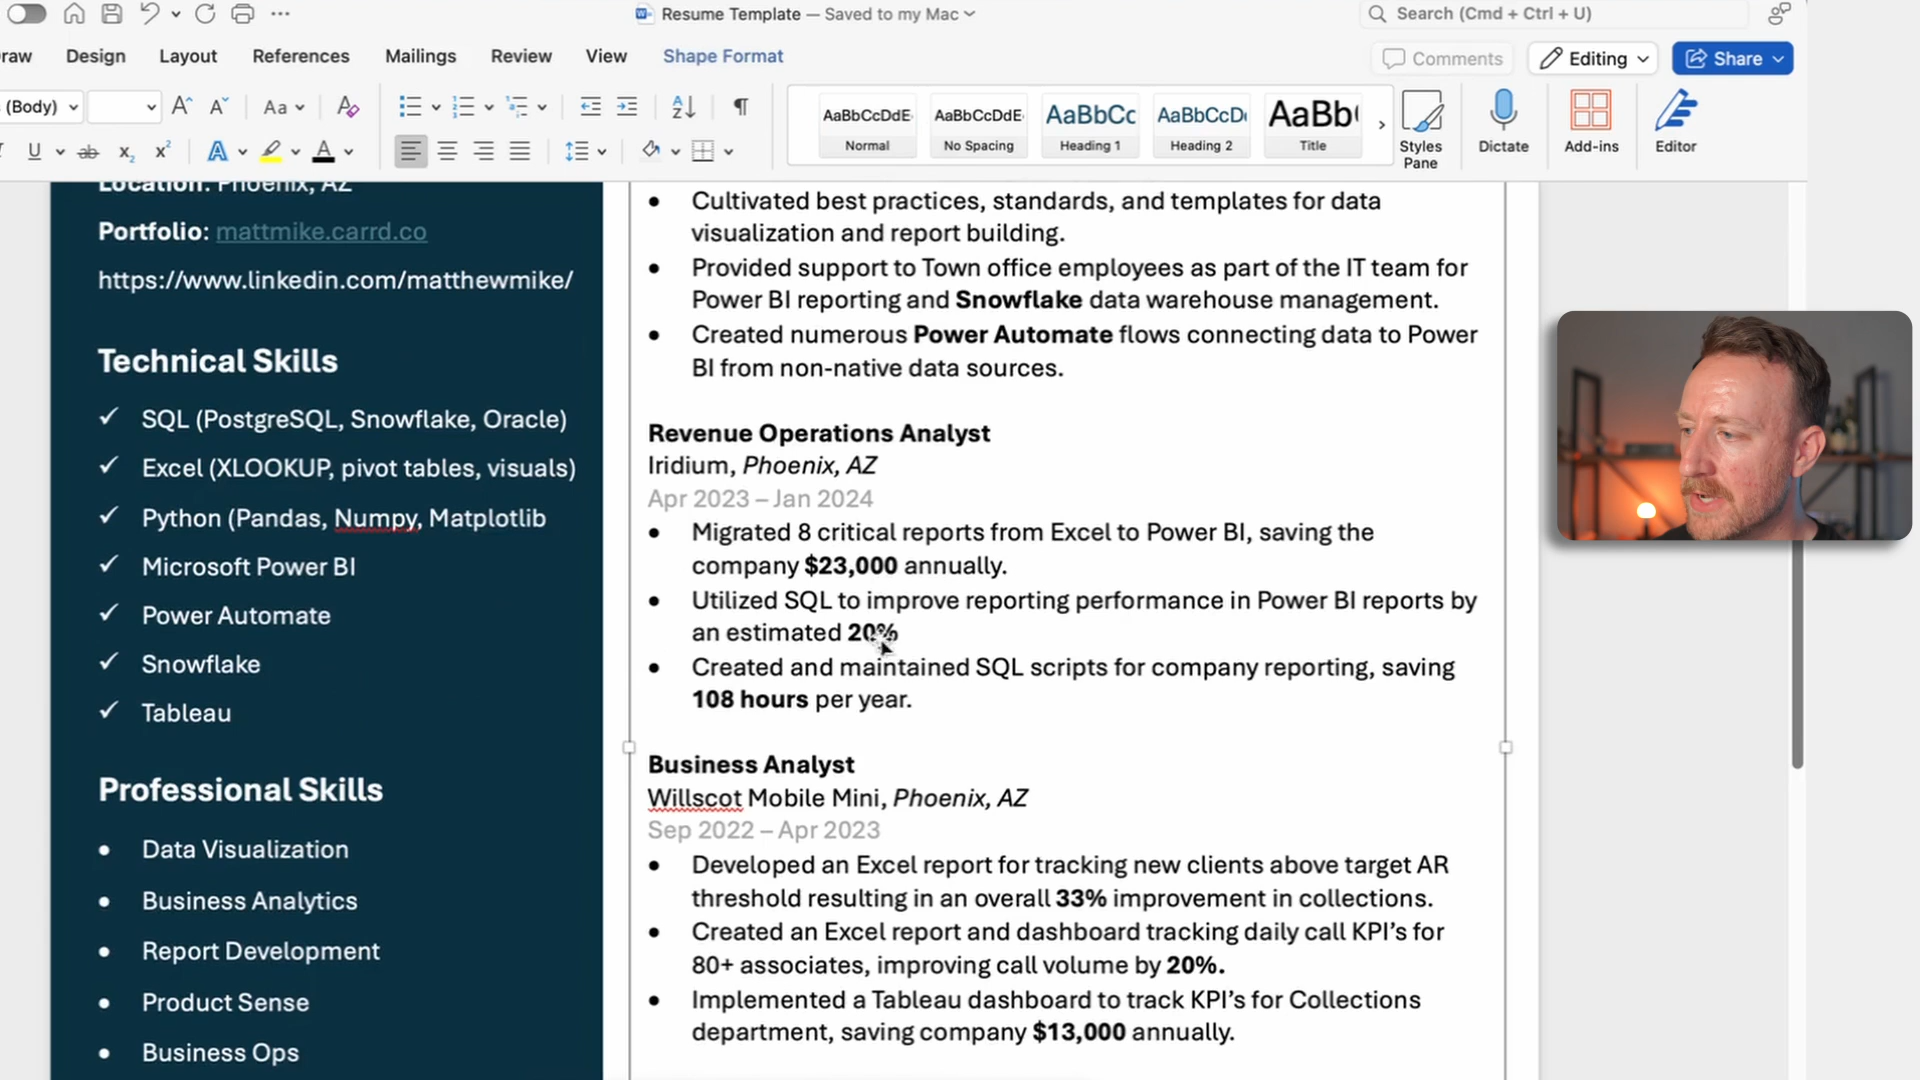 Resume Template — Saved to my Mac
Search (Cmd + Ctrl + U)
raw
Design
Layout
References
Mailings
Review
View
Shape Format
Comments
Editing
Share
(Body)
Aa
AaBbCcDdE
Normal
AaBbCcDdE
No Spacing
AaBbCc
Heading 1
AaBbCcDt
Heading 2
AaBb(
Title
Styles
Pane
Dictate
Add-ins
Editor
Location: Phoenix, AZ
Portfolio: mattmike.carrd.co
https://www.linkedin.com/matthewmike/
Technical Skills
✓ SQL (PostgreSQL, Snowflake, Oracle)
✓ Excel (XLOOKUP, pivot tables, visuals)
✓ Python (Pandas, Numpy, Matplotlib
✓ Microsoft Power BI
✓ Power Automate
✓ Snowflake
✓ Tableau
Professional Skills
• Data Visualization
• Business Analytics
• Report Development
• Product Sense
• Business Ops
• Cultivated best practices, standards, and templates for data
visualization and report building.
• Provided support to Town office employees as part of the IT team for
Power BI reporting and Snowflake data warehouse management.
• Created numerous Power Automate flows connecting data to Power
BI from non-native data sources.
Revenue Operations Analyst
Iridium, Phoenix, AZ
Apr 2023 – Jan 2024
• Migrated 8 critical reports from Excel to Power BI, saving the
company $23,000 annually.
• Utilized SQL to improve reporting performance in Power BI reports by
an estimated 20%
• Created and maintained SQL scripts for company reporting, saving
108 hours per year.
Business Analyst
Willscot Mobile Mini, Phoenix, AZ
Sep 2022 – Apr 2023
• Developed an Excel report for tracking new clients above target AR
threshold resulting in an overall 33% improvement in collections.
• Created an Excel report and dashboard tracking daily call KPI’s for
80+ associates, improving call volume by 20%.
• Implemented a Tableau dashboard to track KPI’s for Collections
department, saving company $13,000 annually.